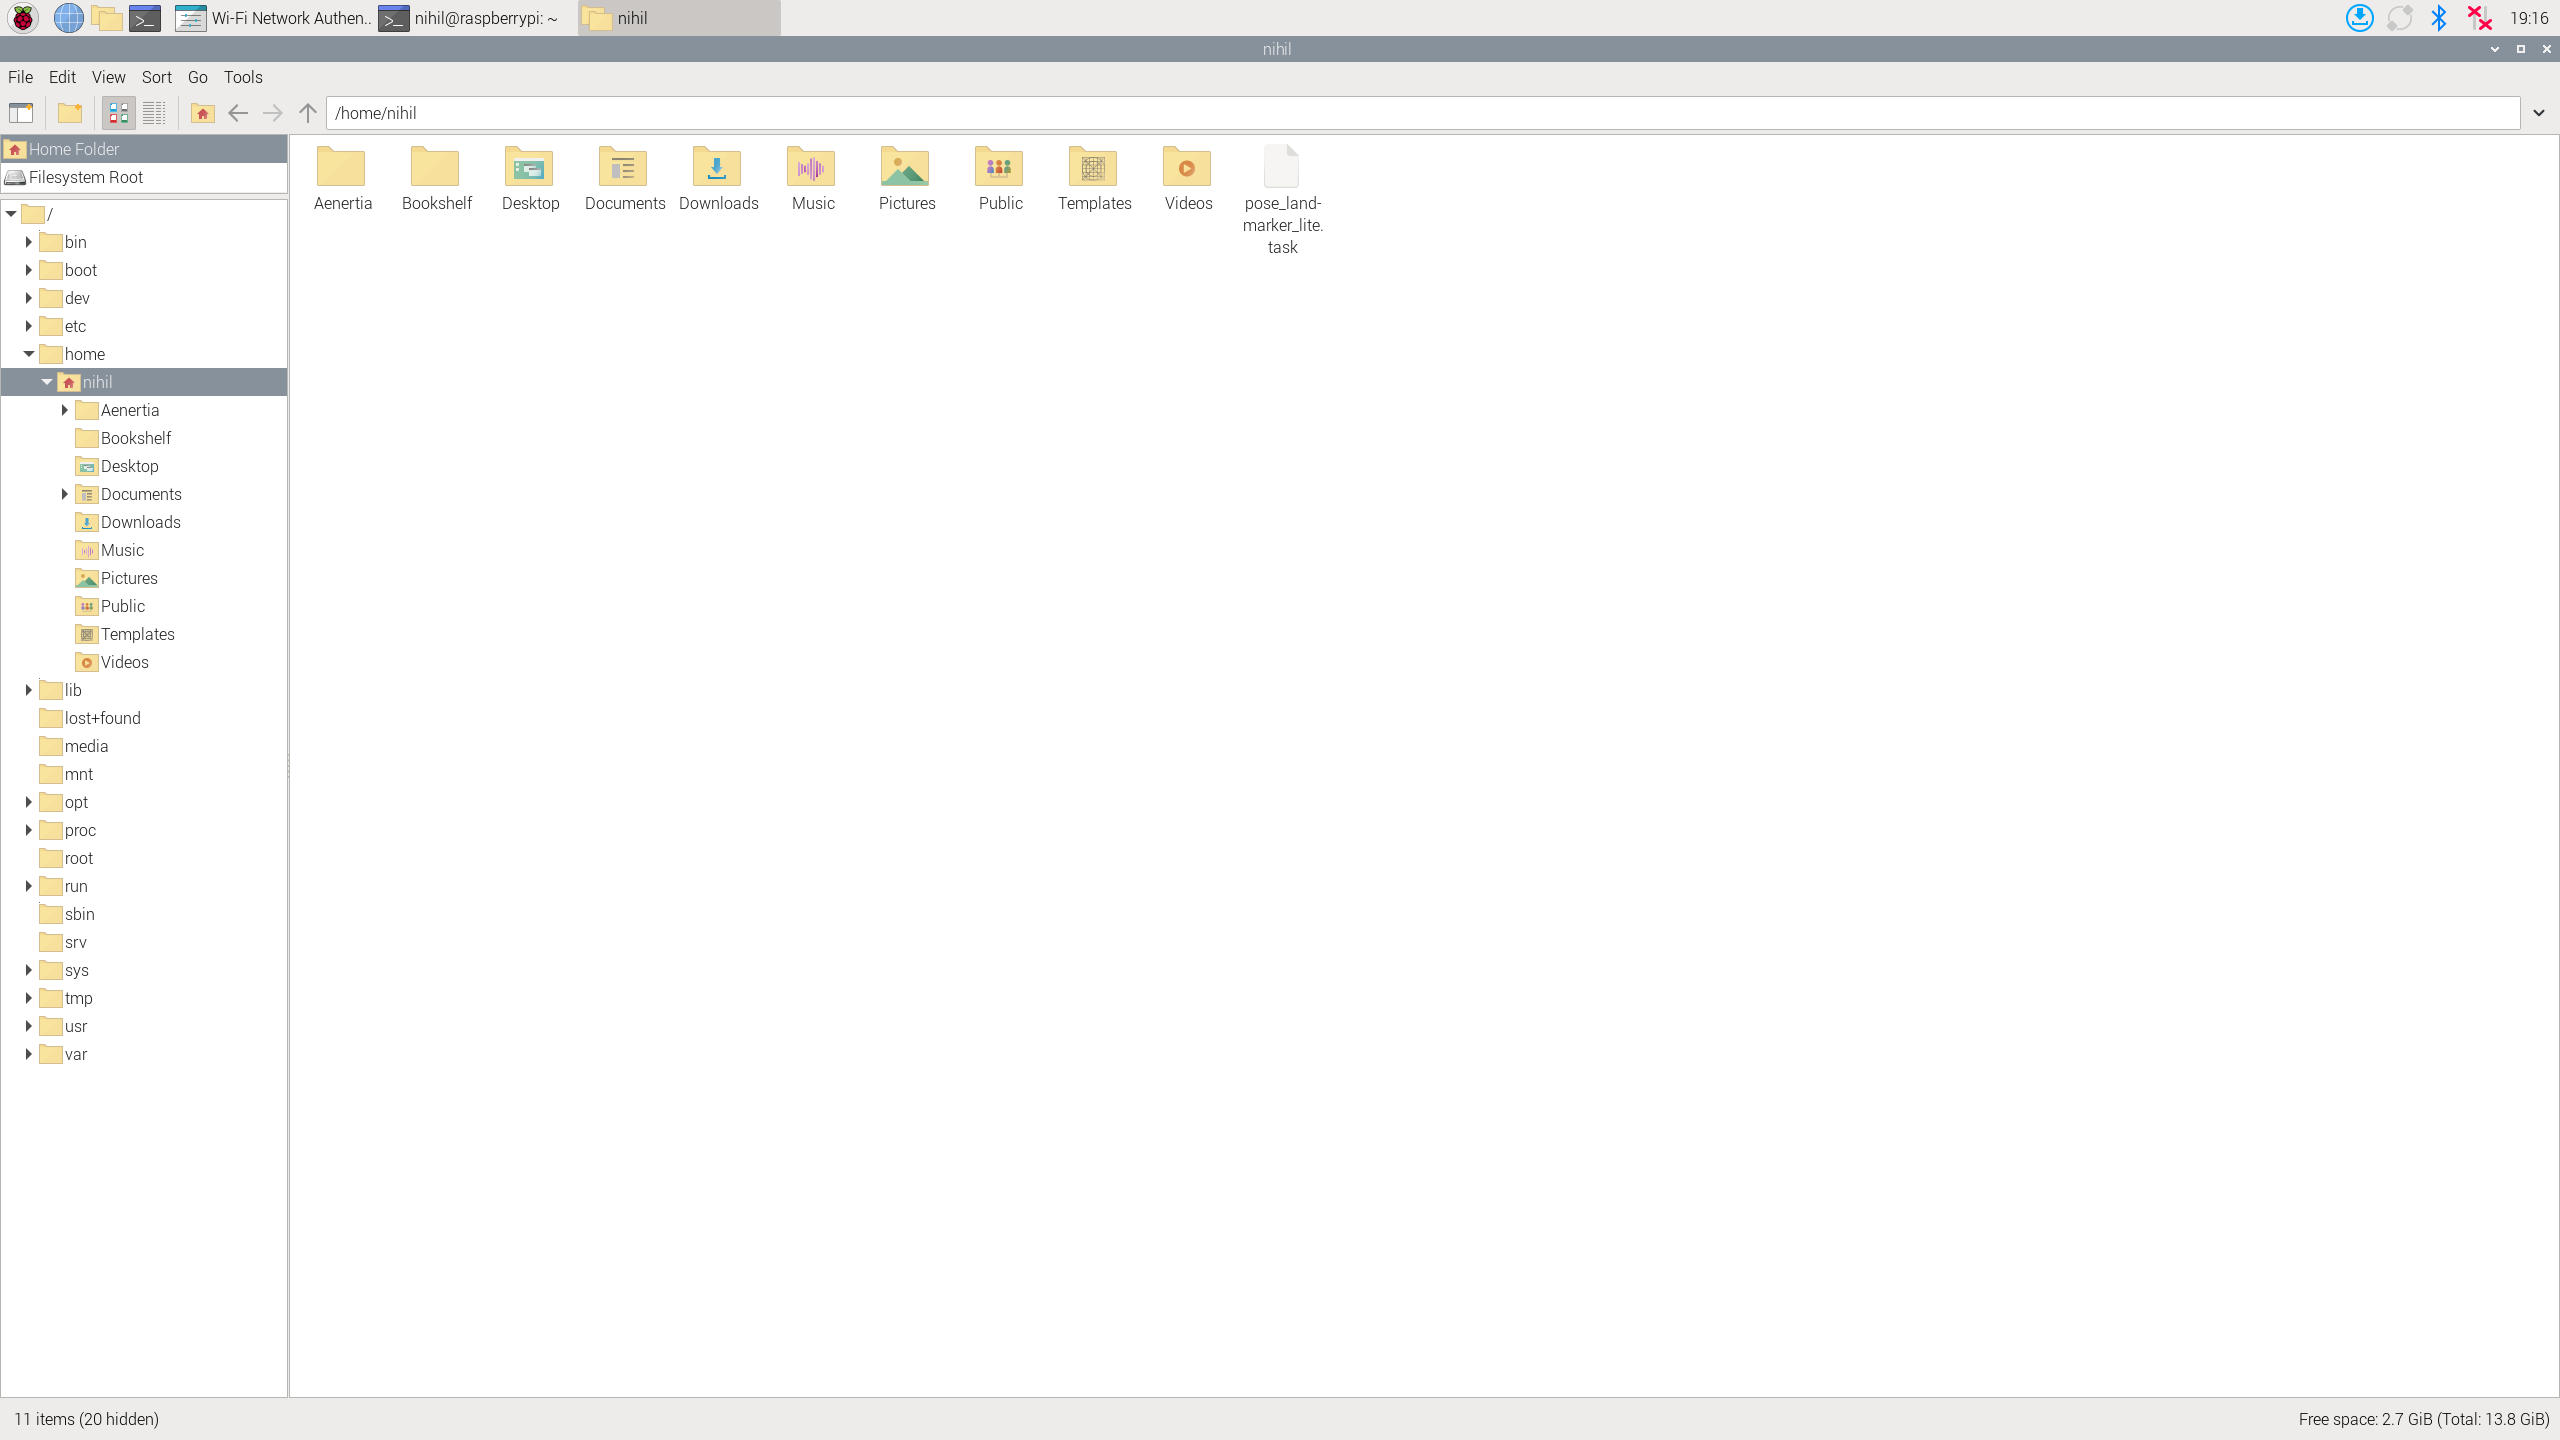 Wi-Fi Network Authen..
nihil@raspberrypi: ~
nihil
19:16
nihil
File Edit View Sort Go Tools
/home/nihil
Home Folder
Filesystem Root
/
bin
boot
dev
etc
home
nihil
Aenertia
Bookshelf
Desktop
Documents
Downloads
Music
Pictures
Public
Templates
Videos
lib
lost+found
media
mnt
opt
proc
root
run
sbin
srv
sys
tmp
usr
var
Aenertia
Bookshelf
Desktop
Documents
Downloads
Music
Pictures
Public
Templates
Videos
pose_land-
marker_lite.
task
11 items (20 hidden)
Free space: 2.7 GiB (Total: 13.8 GiB)